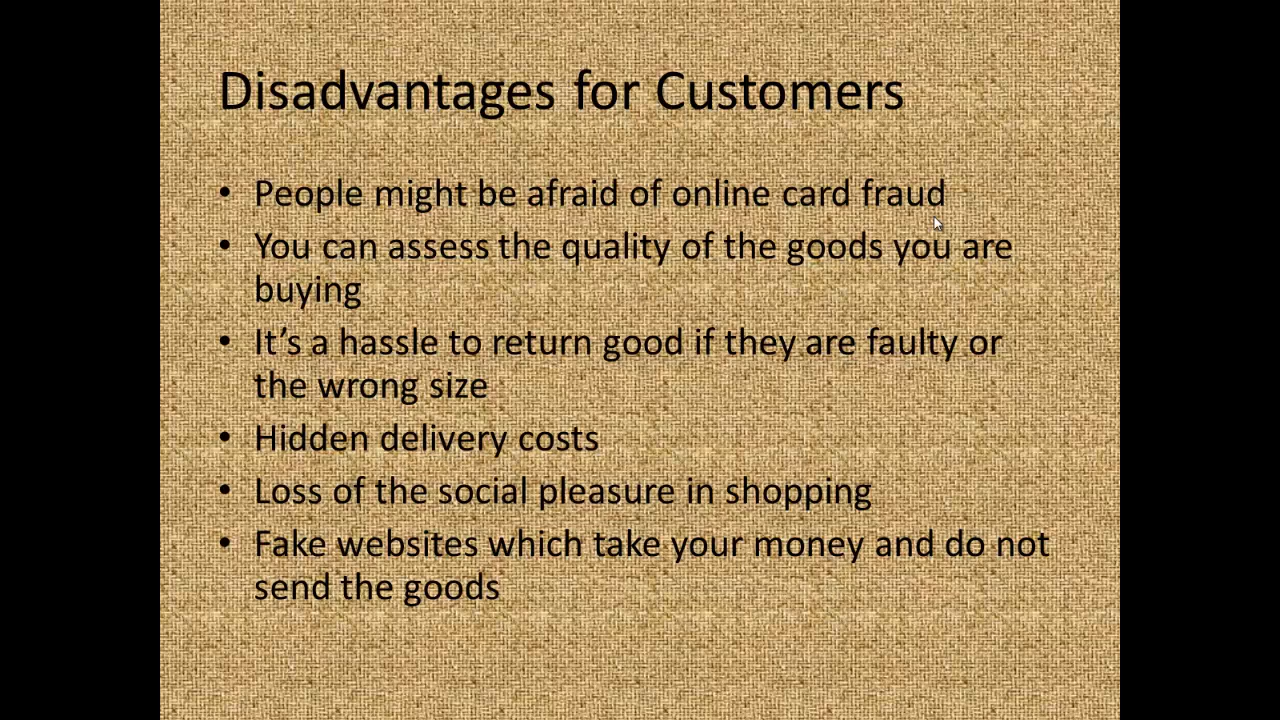 Disadvantages for Customers
• People might be afraid of online card fraud
• You can assess the quality of the goods you are
buying
• It’s a hassle to return good if they are faulty or
the wrong size
• Hidden delivery costs
• Loss of the social pleasure in shopping
• Fake websites which take your money and do not
send the goods